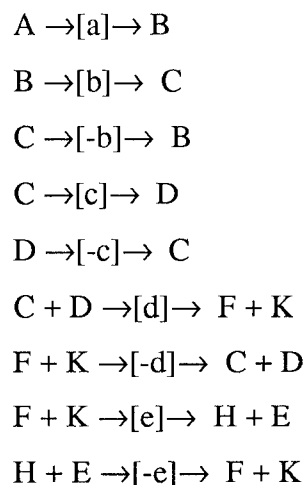 A →[a]→ B
B →[b]→ C
C →[-b]→ B
C →[c]→ D
D →[-c]→ C
C + D →[d]→ F + K
F + K →[-d]→ C + D
F + K →[e]→ H + E
H + E →[-e]→ F + K